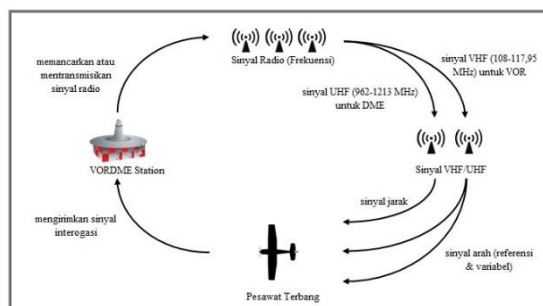 memancarkan atau
mentransmisikan
sinyal radio
Sinyal Radio (Frekuensi)
sinyal VHF (108-117,95
MHz) untuk VOR
sinyal UHF (962-1213 MHz)
untuk DME
VORDME Station
Sinyal VHF/UHF
sinyal jarak
mengirimkan sinyal
interogasi
sinyal arah (referensi
& variabel)
Pesawat Terbang